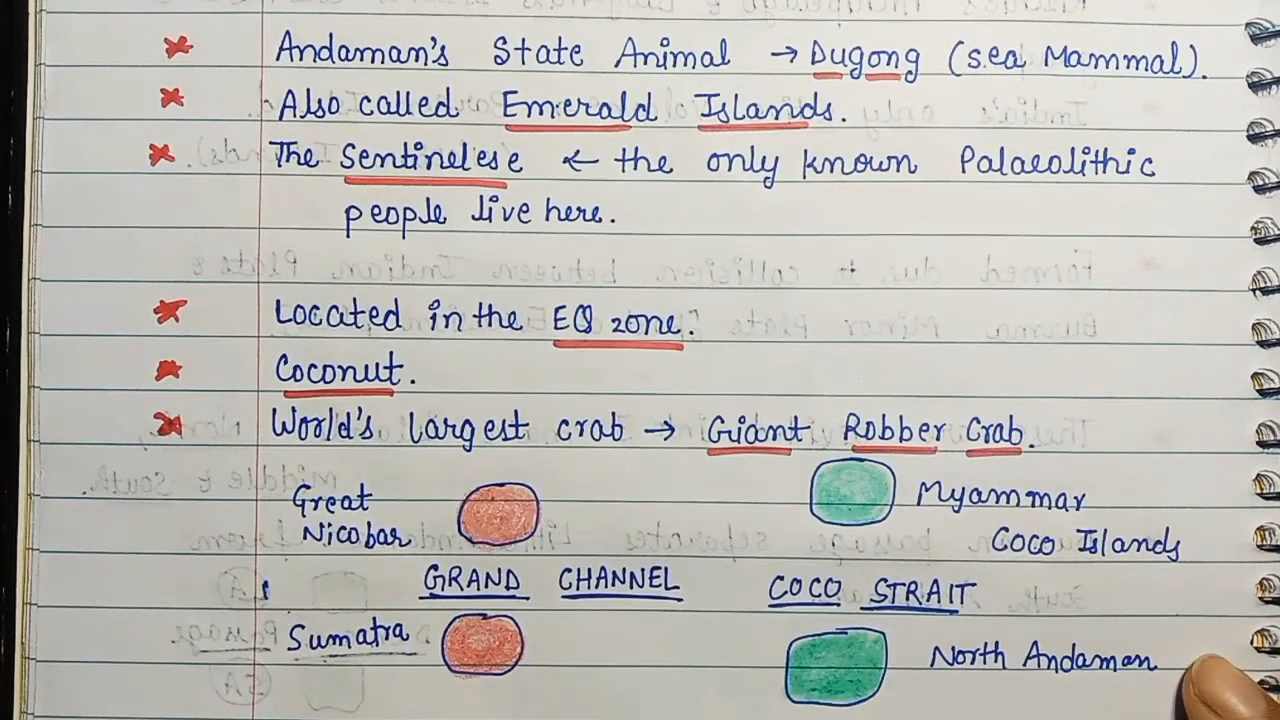 Andaman's State Animal → Dugong (sea Mammal).
Also called Emerald Islands.
The Sentinelese ← the only known Palaeolithic
people live here.
Located in the EQ zone.
Coconut.
World's largest crab → Giant Robber Crab.
Great
Nicobar
Myammar
Coco Islands
GRAND CHANNEL
COCO STRAIT
Sumatra
North Andaman